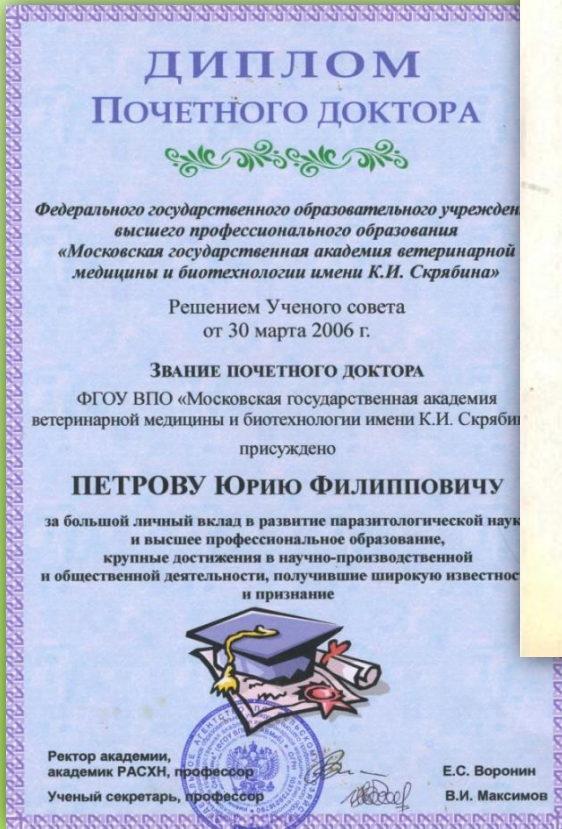 ДИПЛОМ
ПОЧЕТНОГО ДОКТОРА
Федерального государственного образовательного учрежден
высшего профессионального образования
«Московская государственная академия ветеринарной
медицины и биотехнологии имени К.И. Скрябина»
Решением Ученого совета
от 30 марта 2006 г.
ЗВАНИЕ ПОЧЕТНОГО ДОКТОРА
ФГОУ ВПО «Московская государственная академия
ветеринарной медицины и биотехнологии имени К.И. Скряби
присуждено
ПЕТРОВУ ЮРИЮ ФИЛИППОВИЧУ
за большой личный вклад в развитие паразитологической наук
и высшее профессиональное образование,
крупные достижения в научно-производственной
и общественной деятельности, получившие широкую известнос
и признание
Ректор академии,
академик РАСХН, профессор
Е.С. Воронин
Ученый секретарь, профессор
В.И. Максимов